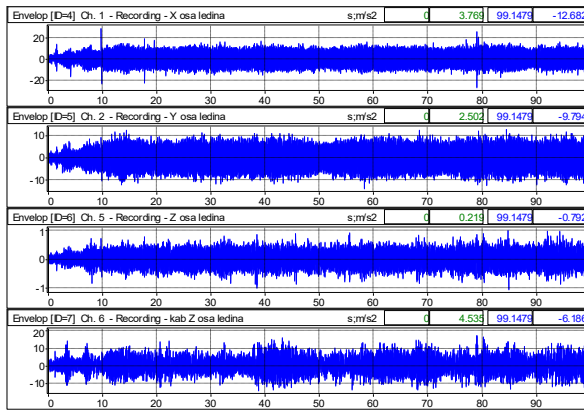 Envelop [ID=4] Ch. 1 - Recording - X osa ledina s;m/s2 0 3.769 99.1479 -12.682
20
0
-20
0 10 20 30 40 50 60 70 80 90
Envelop [ID=5] Ch. 2 - Recording - Y osa ledina s;m/s2 0 2.502 99.1479 -9.794
10
0
-10
0 10 20 30 40 50 60 70 80 90
Envelop [ID=6] Ch. 5 - Recording - Z osa ledina s;m/s2 0 0.219 99.1479 -0.792
1
0
-1
0 10 20 30 40 50 60 70 80 90
Envelop [ID=7] Ch. 6 - Recording - kab Z osa ledina s;m/s2 0 4.535 99.1479 -6.186
20
10
0
-10
0 10 20 30 40 50 60 70 80 90